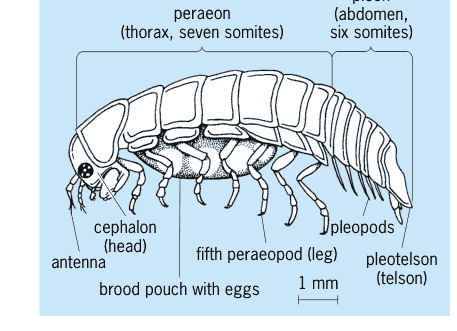 peraeon
(thorax, seven somites)
(abdomen,
six somites)
cephalon
(head)
antenna
brood pouch with eggs
fifth peraeopod (leg)
1 mm
pleopods
pleotelson
(telson)